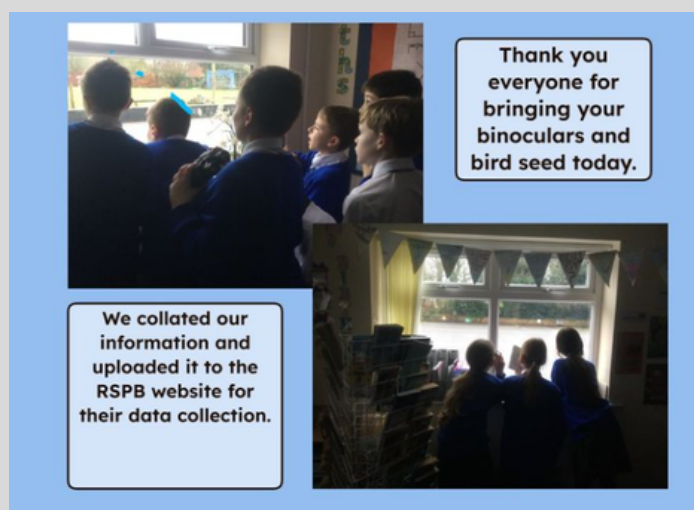 Thank you
everyone for
bringing your
binoculars and
bird seed today.
We collated our
information and
uploaded it to the
RSPB website for
their data collection.